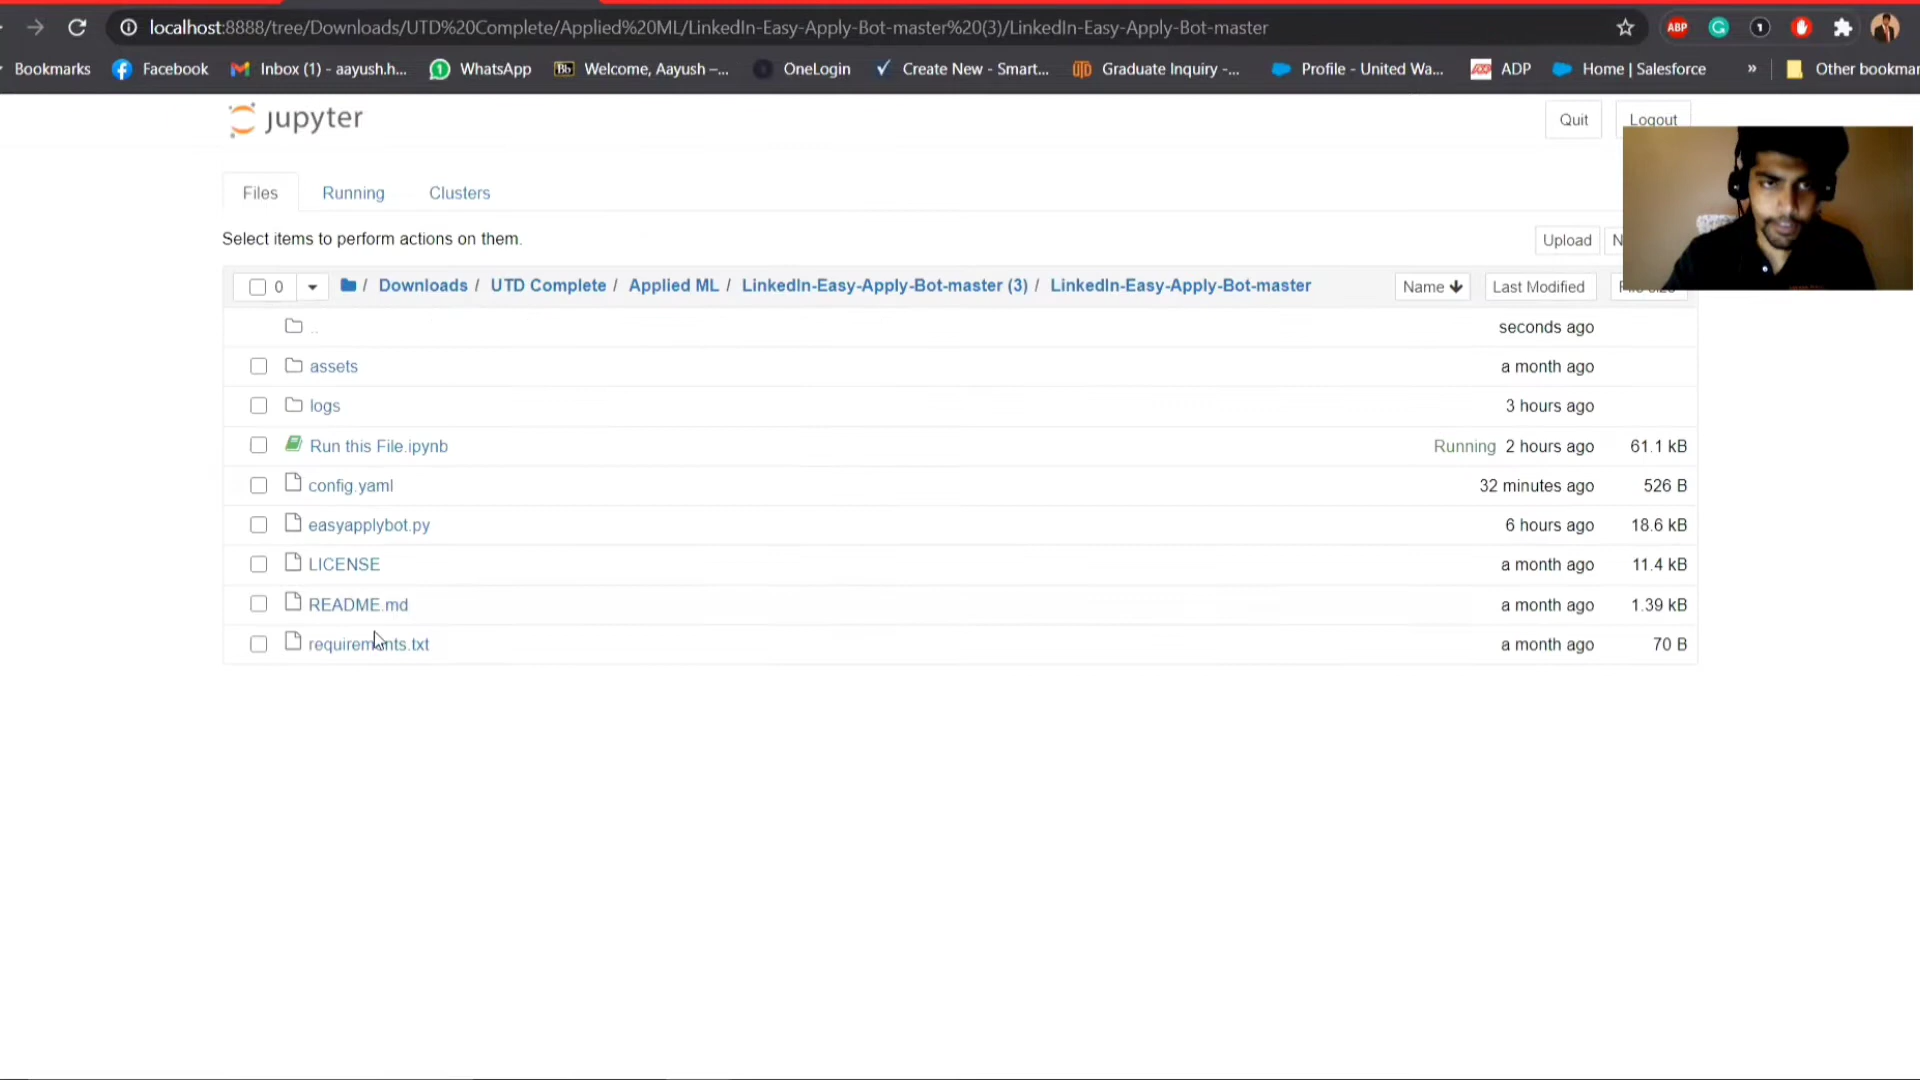 localhost:8888/tree/Downloads/UTD%20Complete/Applied%20ML/LinkedIn-Easy-Apply-Bot-master%20(3)/LinkedIn-Easy-Apply-Bot-master
ABP
Bookmarks Facebook Inbox (1) - aayush.h... WhatsApp Bb Welcome, Aayush –... OneLogin Create New - Smart... UTD Graduate Inquiry -... Profile - United Wa... ADP Home | Salesforce » Other bookmar
jupyter
Quit Logout
Files Running Clusters
Select items to perform actions on them.
Upload N
0 / Downloads / UTD Complete / Applied ML / LinkedIn-Easy-Apply-Bot-master (3) / LinkedIn-Easy-Apply-Bot-master Name Last Modified
.. seconds ago
assets a month ago
logs 3 hours ago
Run this File.ipynb Running 2 hours ago 61.1 kB
config.yaml 32 minutes ago 526 B
easyapplybot.py 6 hours ago 18.6 kB
LICENSE a month ago 11.4 kB
README.md a month ago 1.39 kB
requirements.txt a month ago 70 B